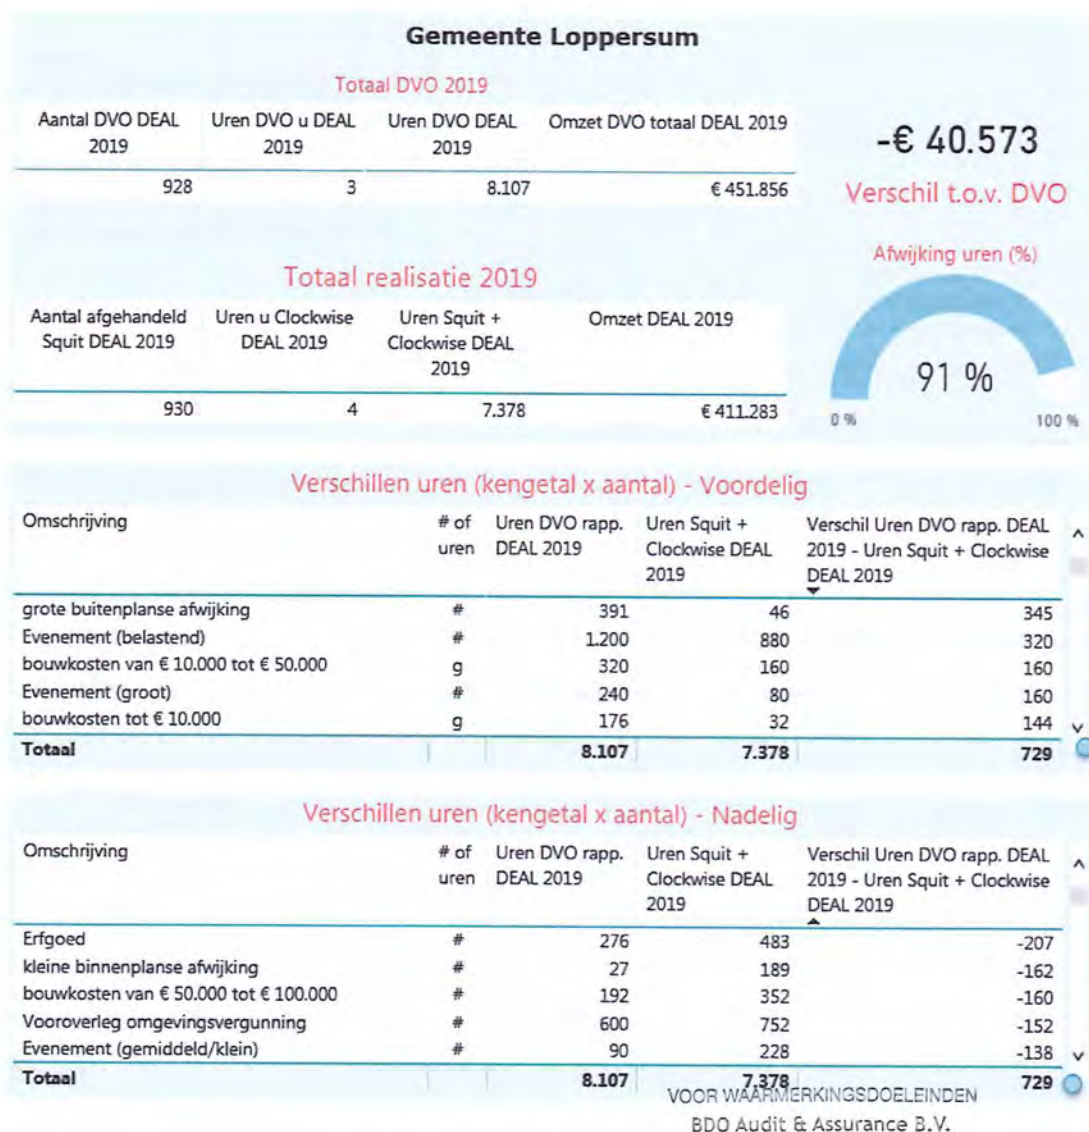 Gemeente Loppersum
Totaal DVO 2019
Aantal DVO DEAL 2019 Uren DVO u DEAL 2019 Uren DVO DEAL 2019 Omzet DVO totaal DEAL 2019
928 3 8.107 € 451.856
-€ 40.573
Verschil t.o.v. DVO
Totaal realisatie 2019
Aantal afgehandeld Squit DEAL 2019 Uren u Clockwise DEAL 2019 Uren Squit + Clockwise DEAL 2019 Omzet DEAL 2019
930 4 7.378 € 411.283
Afwijking uren (%)
91 %
0 % 100 %
Verschillen uren (kengetal x aantal) - Voordelig
Omschrijving # of uren Uren DVO rapp. DEAL 2019 Uren Squit + Clockwise DEAL 2019 Verschil Uren DVO rapp. DEAL 2019 - Uren Squit + Clockwise DEAL 2019
grote buitenplanse afwijking # 391 46 345
Evenement (belastend) # 1.200 880 320
bouwkosten van € 10.000 tot € 50.000 g 320 160 160
Evenement (groot) # 240 80 160
bouwkosten tot € 10.000 g 176 32 144
Totaal 8.107 7.378 729
Verschillen uren (kengetal x aantal) - Nadelig
Omschrijving # of uren Uren DVO rapp. DEAL 2019 Uren Squit + Clockwise DEAL 2019 Verschil Uren DVO rapp. DEAL 2019 - Uren Squit + Clockwise DEAL 2019
Erfgoed # 276 483 -207
kleine binnenplanse afwijking # 27 189 -162
bouwkosten van € 50.000 tot € 100.000 # 192 352 -160
Vooroverleg omgevingsvergunning # 600 752 -152
Evenement (gemiddeld/klein) # 90 228 -138
Totaal 8.107 7.378 729
VOOR WAARMERKINGSDOELEINDEN
BDO Audit & Assurance B.V.